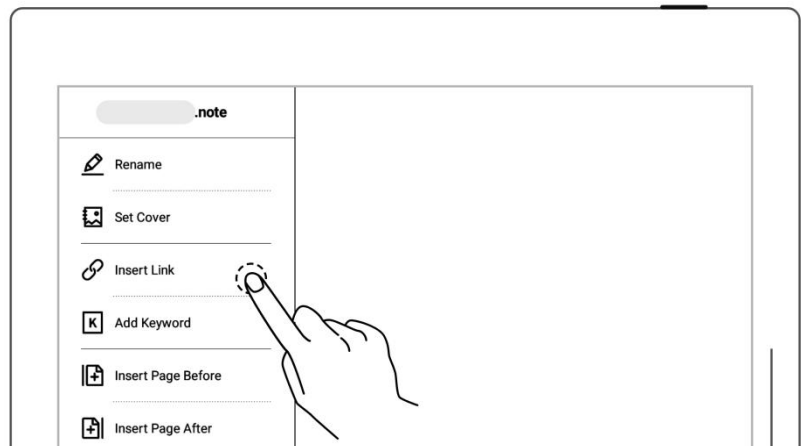 .note
Rename
Set Cover
Insert Link
K Add Keyword
Insert Page Before
Insert Page After